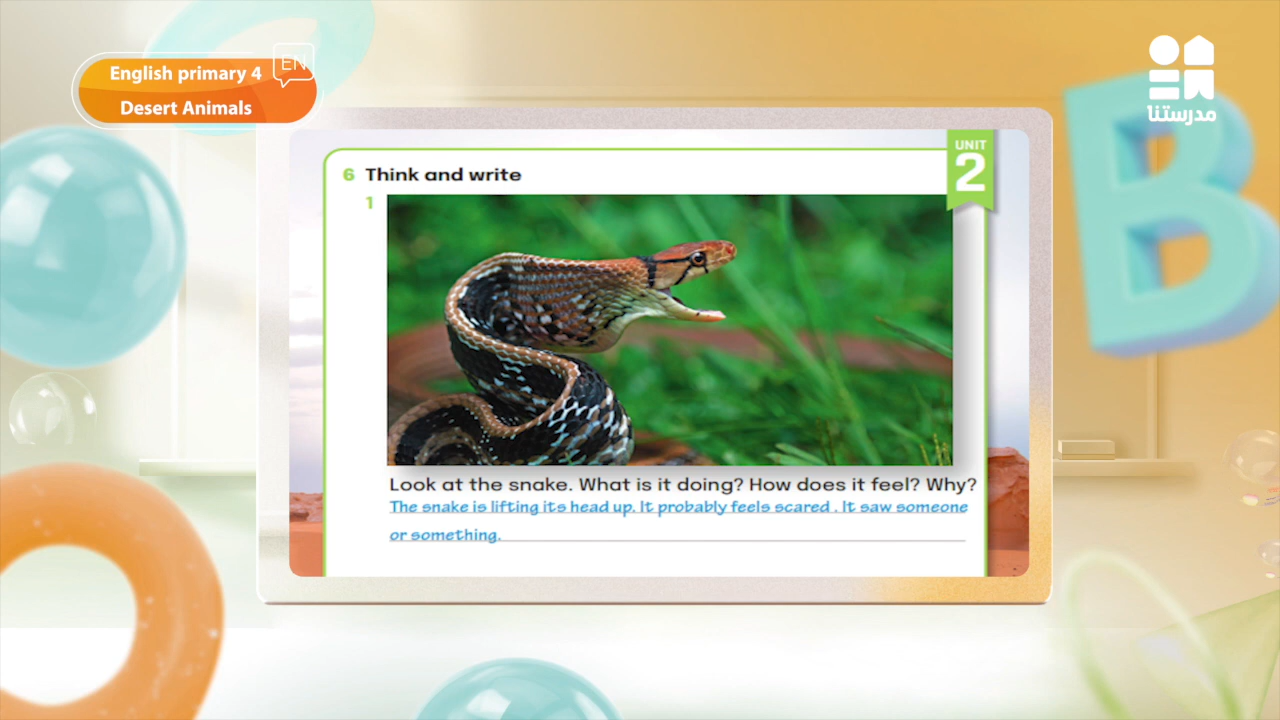 English primary 4
EN
Desert Animals
مدرستنا
UNIT
2
6 Think and write
1
Look at the snake. What is it doing? How does it feel? Why?
The snake is lifting its head up. It probably feels scared . It saw someone
or something.
B